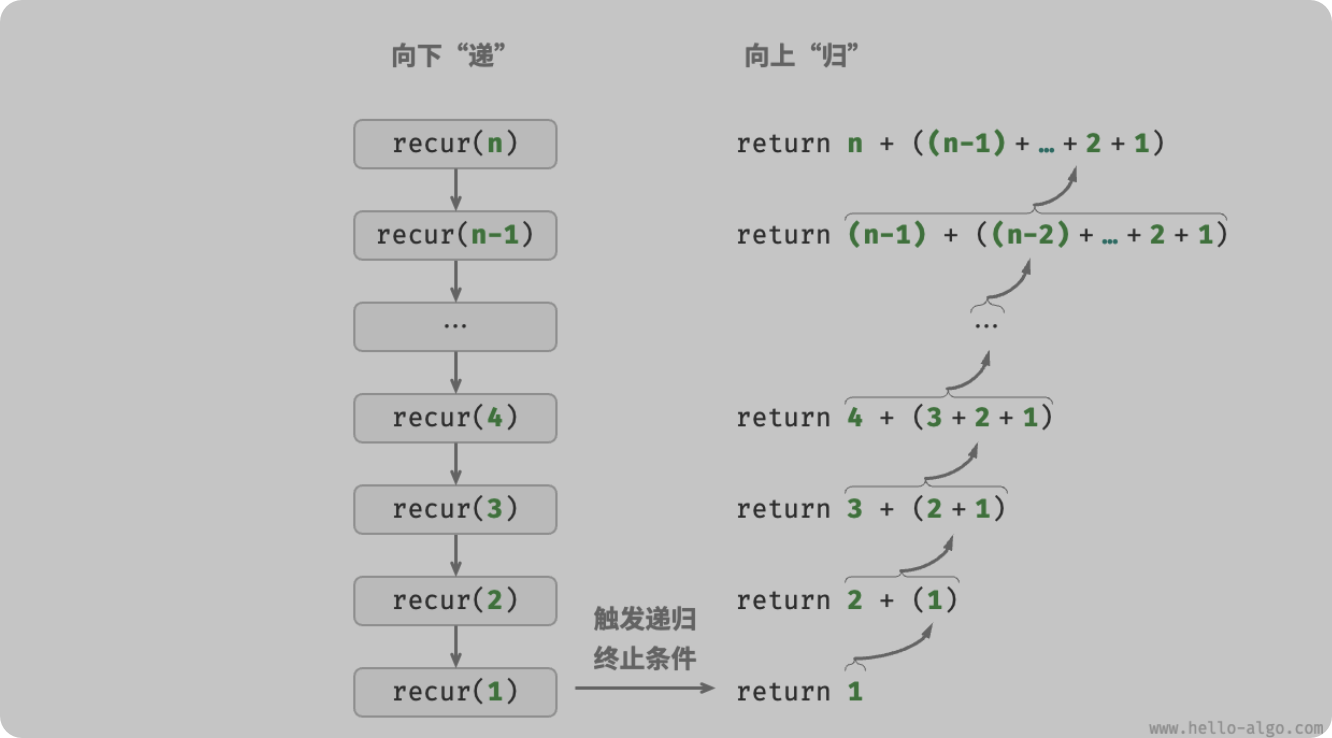 向下“递”
向上“归”
recur(n)
return n + ((n-1) + … + 2 + 1)
recur(n-1)
return (n-1) + ((n-2) + … + 2 + 1)
…
…
recur(4)
return 4 + (3 + 2 + 1)
recur(3)
return 3 + (2 + 1)
recur(2)
return 2 + (1)
触发递归
终止条件
recur(1)
return 1
www.hello-algo.com